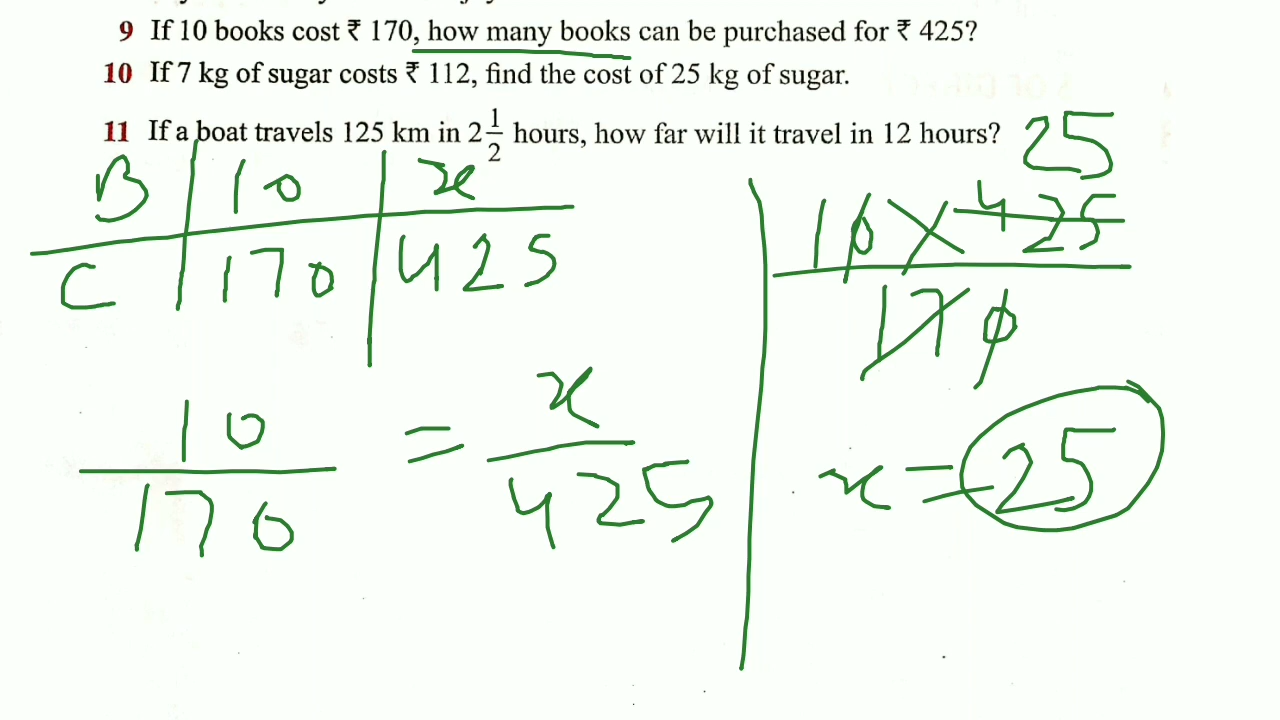 9 If 10 books cost ₹ 170, how many books can be purchased for ₹ 425?
10 If 7 kg of sugar costs ₹ 112, find the cost of 25 kg of sugar.
11 If a boat travels 125 km in 2 1/2 hours, how far will it travel in 12 hours?
B 10 x
C 170 425
10/170 = x/425
25
10 × 425
170
x = 25